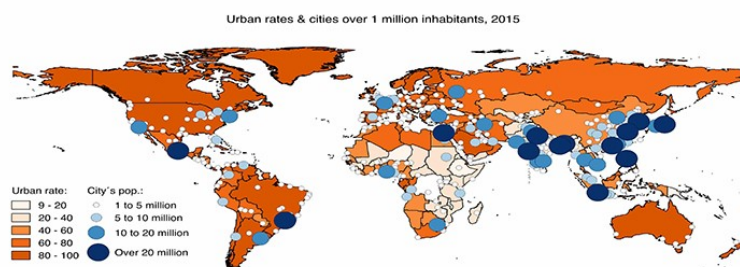 Urban rates & cities over 1 million inhabitants, 2015
Urban rate: City's pop.:
9 - 20 1 to 5 million
20 - 40 5 to 10 million
40 - 60 10 to 20 million
60 - 80
80 - 100 Over 20 million